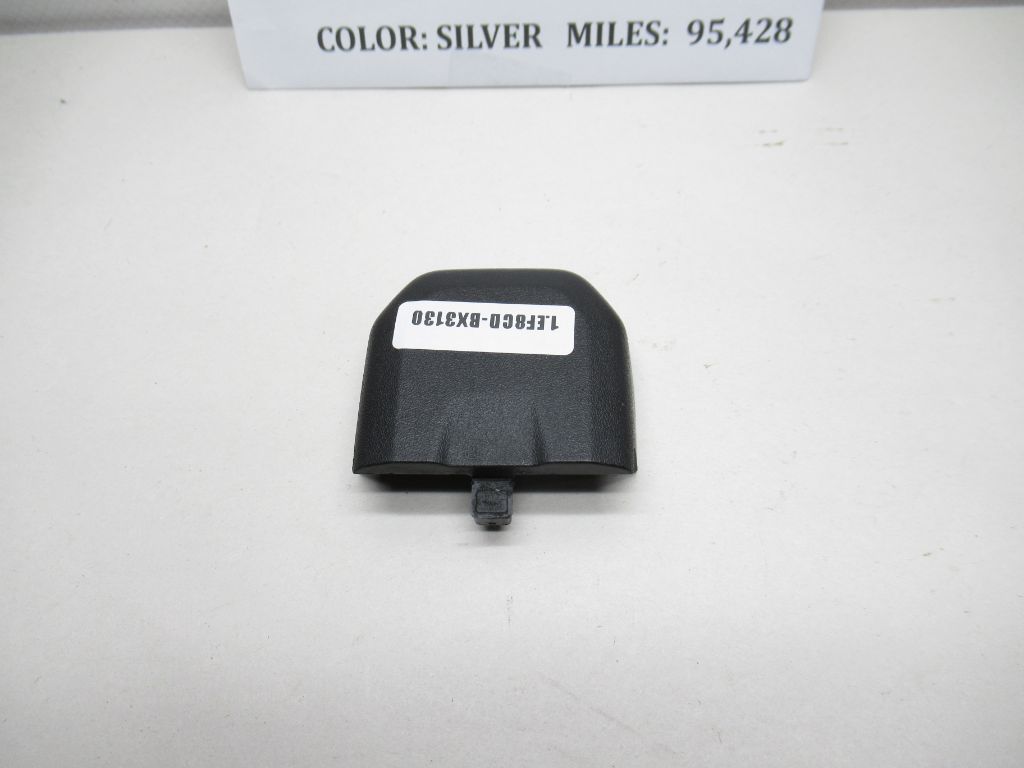 COLOR: SILVER MILES: 95,428
1.EF8CD-BX3130